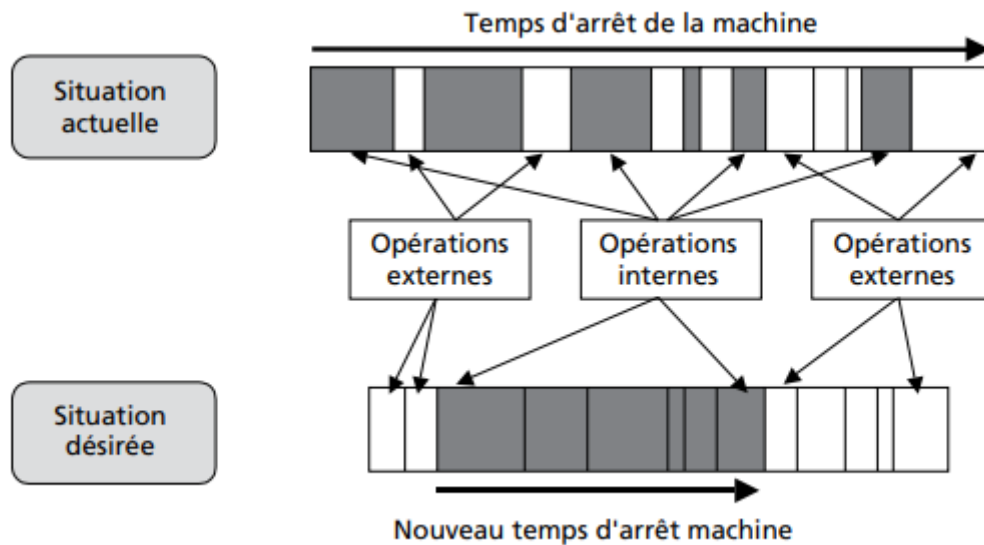 Temps d'arrêt de la machine
Situation
actuelle
Opérations
externes
Opérations
internes
Opérations
externes
Situation
désirée
Nouveau temps d'arrêt machine